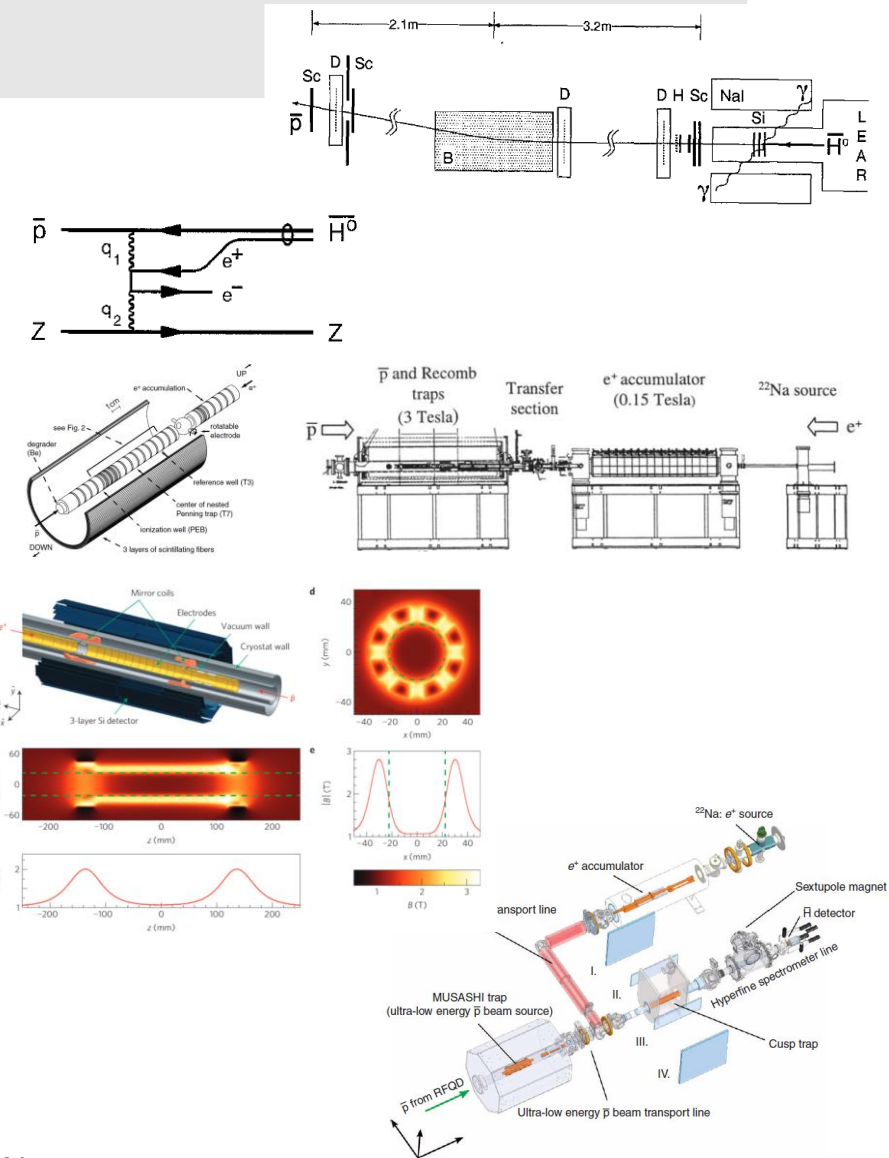 2.1m
3.2m
Sc
D
Sc
D
D
H
Sc
NaI
γ
Si
L
E
A
R
p̅
B
H̅⁰
γ
p̅
H̅⁰
q₁
e⁺
e⁻
q₂
Z
Z
UP
e⁺
e⁺ accumulation
1cm
see Fig. 2
rotatable
electrode
degrader
(Be)
reference well (T3)
center of nested
Penning trap (T7)
ionization well (PEB)
p̅
DOWN
3 layers of scintillating fibers
p̅ and Recomb
traps
(3 Tesla)
Transfer
section
e⁺ accumulator
(0.15 Tesla)
²²Na source
p̅
e⁺
Mirror coils
Electrodes
Vacuum wall
Cryostat wall
e⁺
B
3-layer Si detector
d
40
0
−40
y (mm)
−40 −20 0 20 40
x (mm)
60
0
−60
−200 −100 0 100 200
z (mm)
e
3
2
1
|B| (T)
−40 −20 0 20 40
x (mm)
2
1
−200 −100 0 100 200
z (mm)
1 2 3
B (T)
²²Na: e⁺ source
e⁺ accumulator
Sextupole magnet
H̅ detector
ansport line
I.
II.
III.
IV.
Hyperfine spectrometer line
MUSASHI trap
(ultra-low energy p̅ beam source)
Cusp trap
p̅ from RFQD
Ultra-low energy p̅ beam transport line